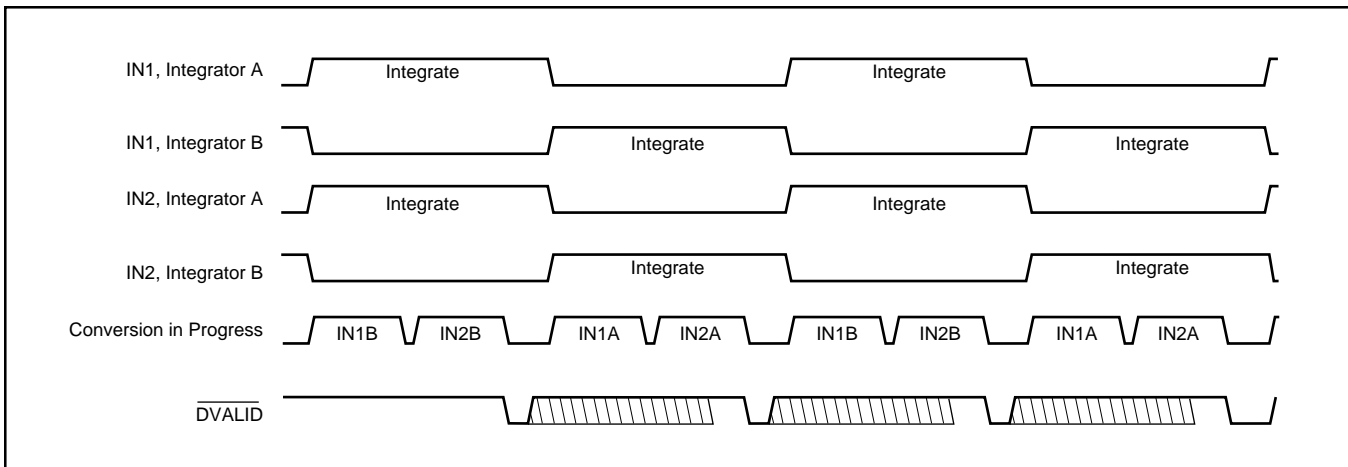 IN1, Integrator A Integrate Integrate
IN1, Integrator B Integrate Integrate
IN2, Integrator A Integrate Integrate
IN2, Integrator B Integrate Integrate
Conversion in Progress IN1B IN2B IN1A IN2A IN1B IN2B IN1A IN2A
DVALID